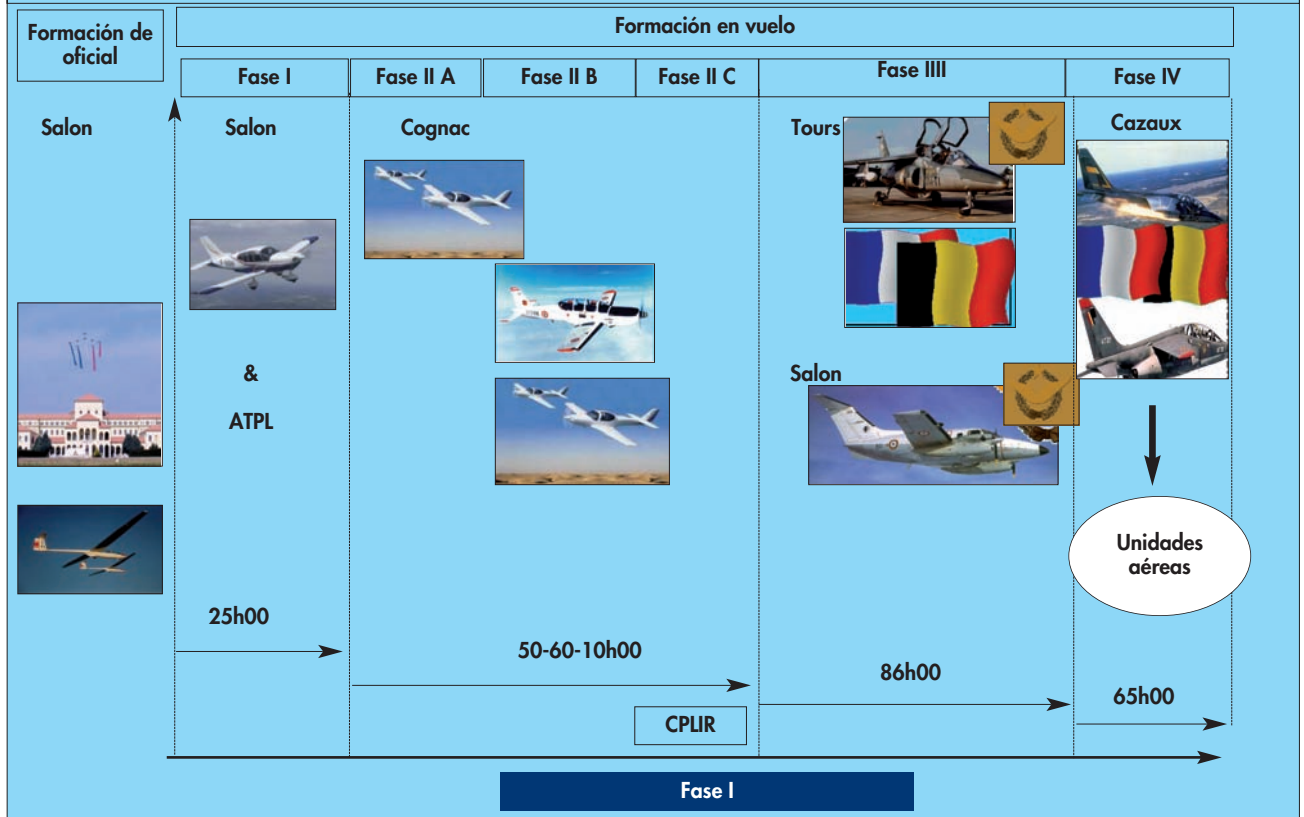 Formación de
oficial
Formación en vuelo
Fase I
Fase II A
Fase II B
Fase II C
Fase IIII
Fase IV
Salon
Salon
Cognac
Tours
Cazaux
&
ATPL
Salon
Unidades
aéreas
25h00
50-60-10h00
86h00
65h00
CPLIR
Fase I